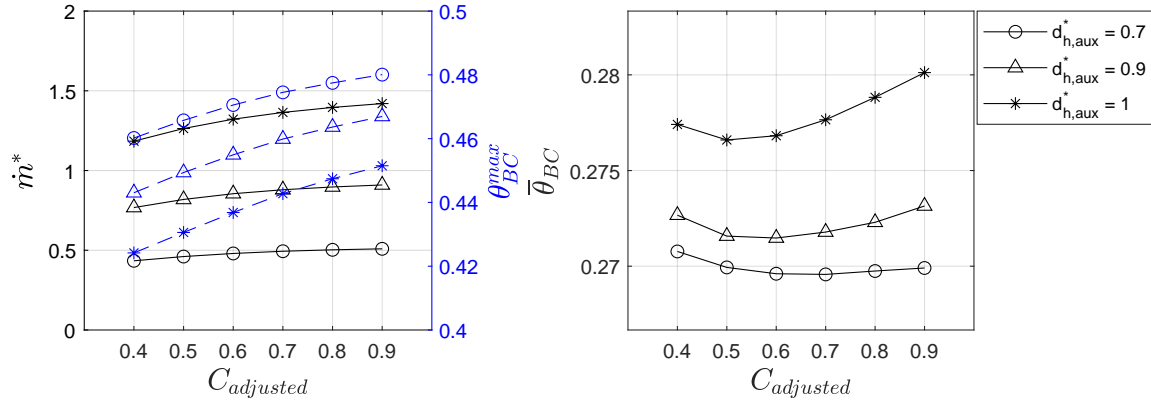 2
1.5
1
0.5
0
ṁ*
0.4 0.5 0.6 0.7 0.8 0.9
C_adjusted
0.5
0.48
0.46
0.44
0.42
0.4
θ_BC^max
0.28
0.275
0.27
θ̅_BC
0.4 0.5 0.6 0.7 0.8 0.9
C_adjusted
d*_h,aux = 0.7
d*_h,aux = 0.9
d*_h,aux = 1